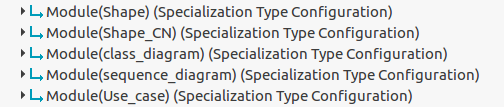 Module(Shape) (Specialization Type Configuration)
Module(Shape_CN) (Specialization Type Configuration)
Module(class_diagram) (Specialization Type Configuration)
Module(sequence_diagram) (Specialization Type Configuration)
Module(Use_case) (Specialization Type Configuration)